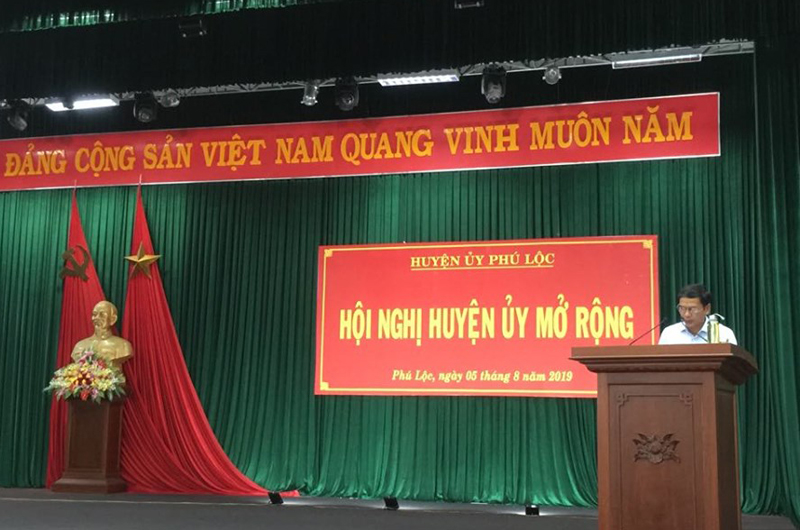 ĐẢNG CỘNG SẢN VIỆT NAM QUANG VINH MUÔN NĂM
HUYỆN ỦY PHÚ LỘC
HỘI NGHỊ HUYỆN ỦY MỞ RỘNG
Phú Lộc, ngày 05 tháng 8 năm 2019